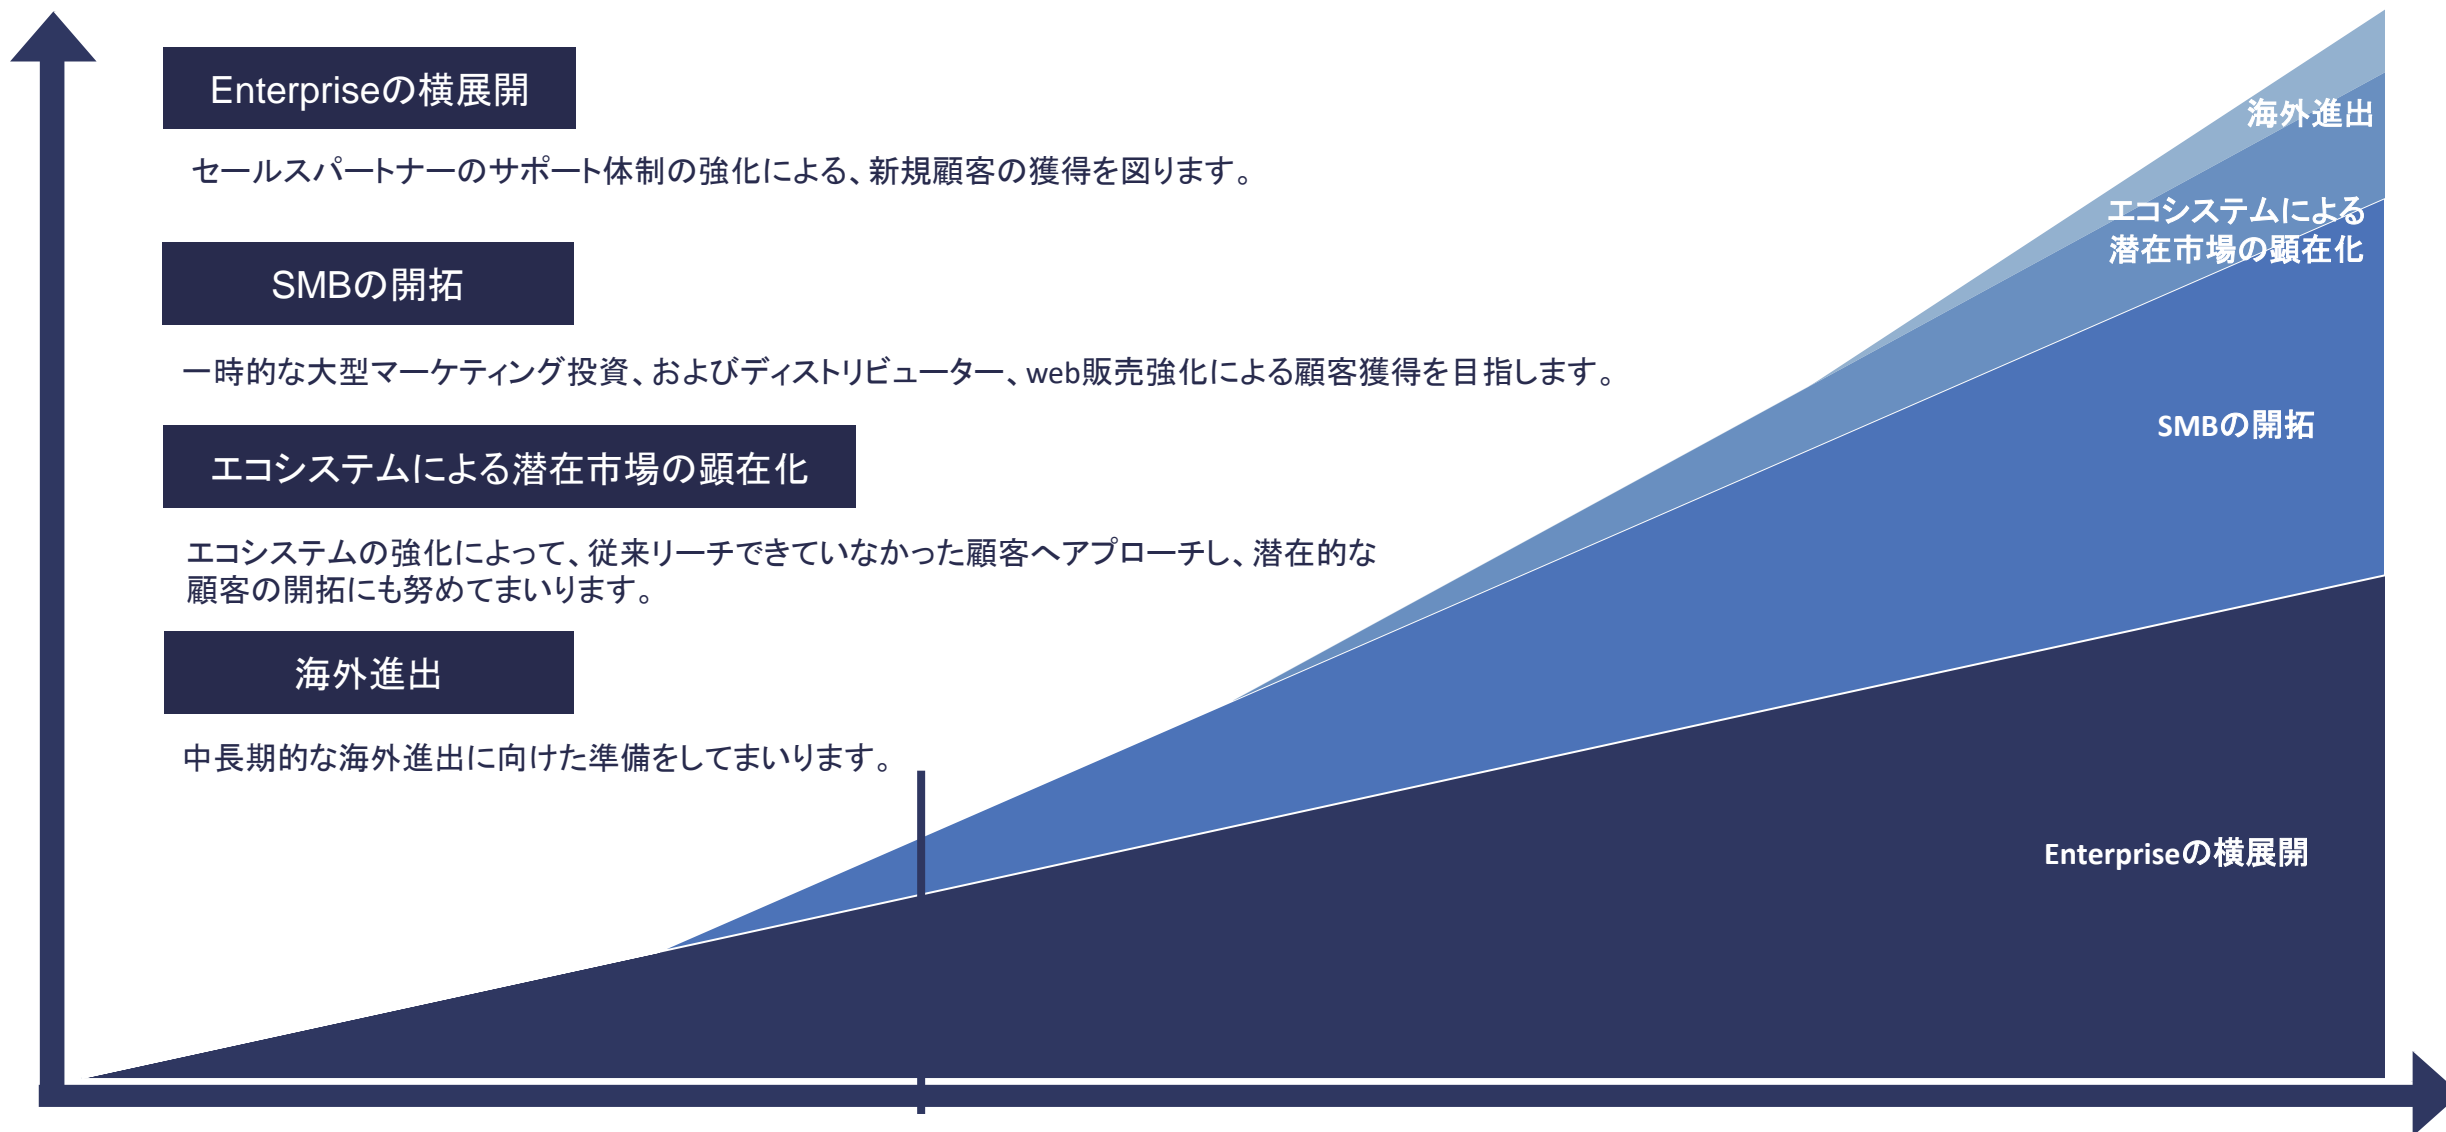 Enterpriseの横展開
セールスパートナーのサポート体制の強化による、新規顧客の獲得を図ります。
SMBの開拓
一時的な大型マーケティング投資、およびディストリビューター、web販売強化による顧客獲得を目指します。
エコシステムによる潜在市場の顕在化
エコシステムの強化によって、従来リーチできていなかった顧客へアプローチし、潜在的な
顧客の開拓にも努めてまいります。
海外進出
中長期的な海外進出に向けた準備をしてまいります。
海外進出
エコシステムによる
潜在市場の顕在化
SMBの開拓
Enterpriseの横展開